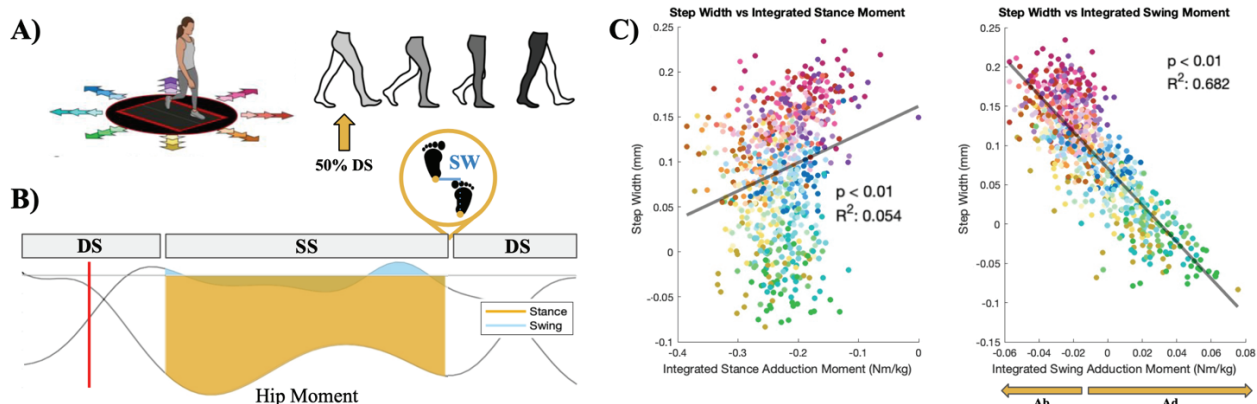 A)
50% DS
SW
B)
DS
SS
DS
Stance
Swing
Hip Moment
C)
Step Width vs Integrated Stance Moment
Step Width (mm)
0.25
0.2
0.15
0.1
0.05
0
-0.05
-0.1
-0.4
-0.3
-0.2
-0.1
0
p < 0.01
R²: 0.054
Integrated Stance Adduction Moment (Nm/kg)
Step Width vs Integrated Swing Moment
Step Width (mm)
0.2
0.15
0.1
0.05
0
-0.05
-0.1
-0.15
-0.06
-0.04
-0.02
0
0.02
0.04
0.06
0.08
p < 0.01
R²: 0.682
Integrated Swing Adduction Moment (Nm/kg)
Ab
Ad